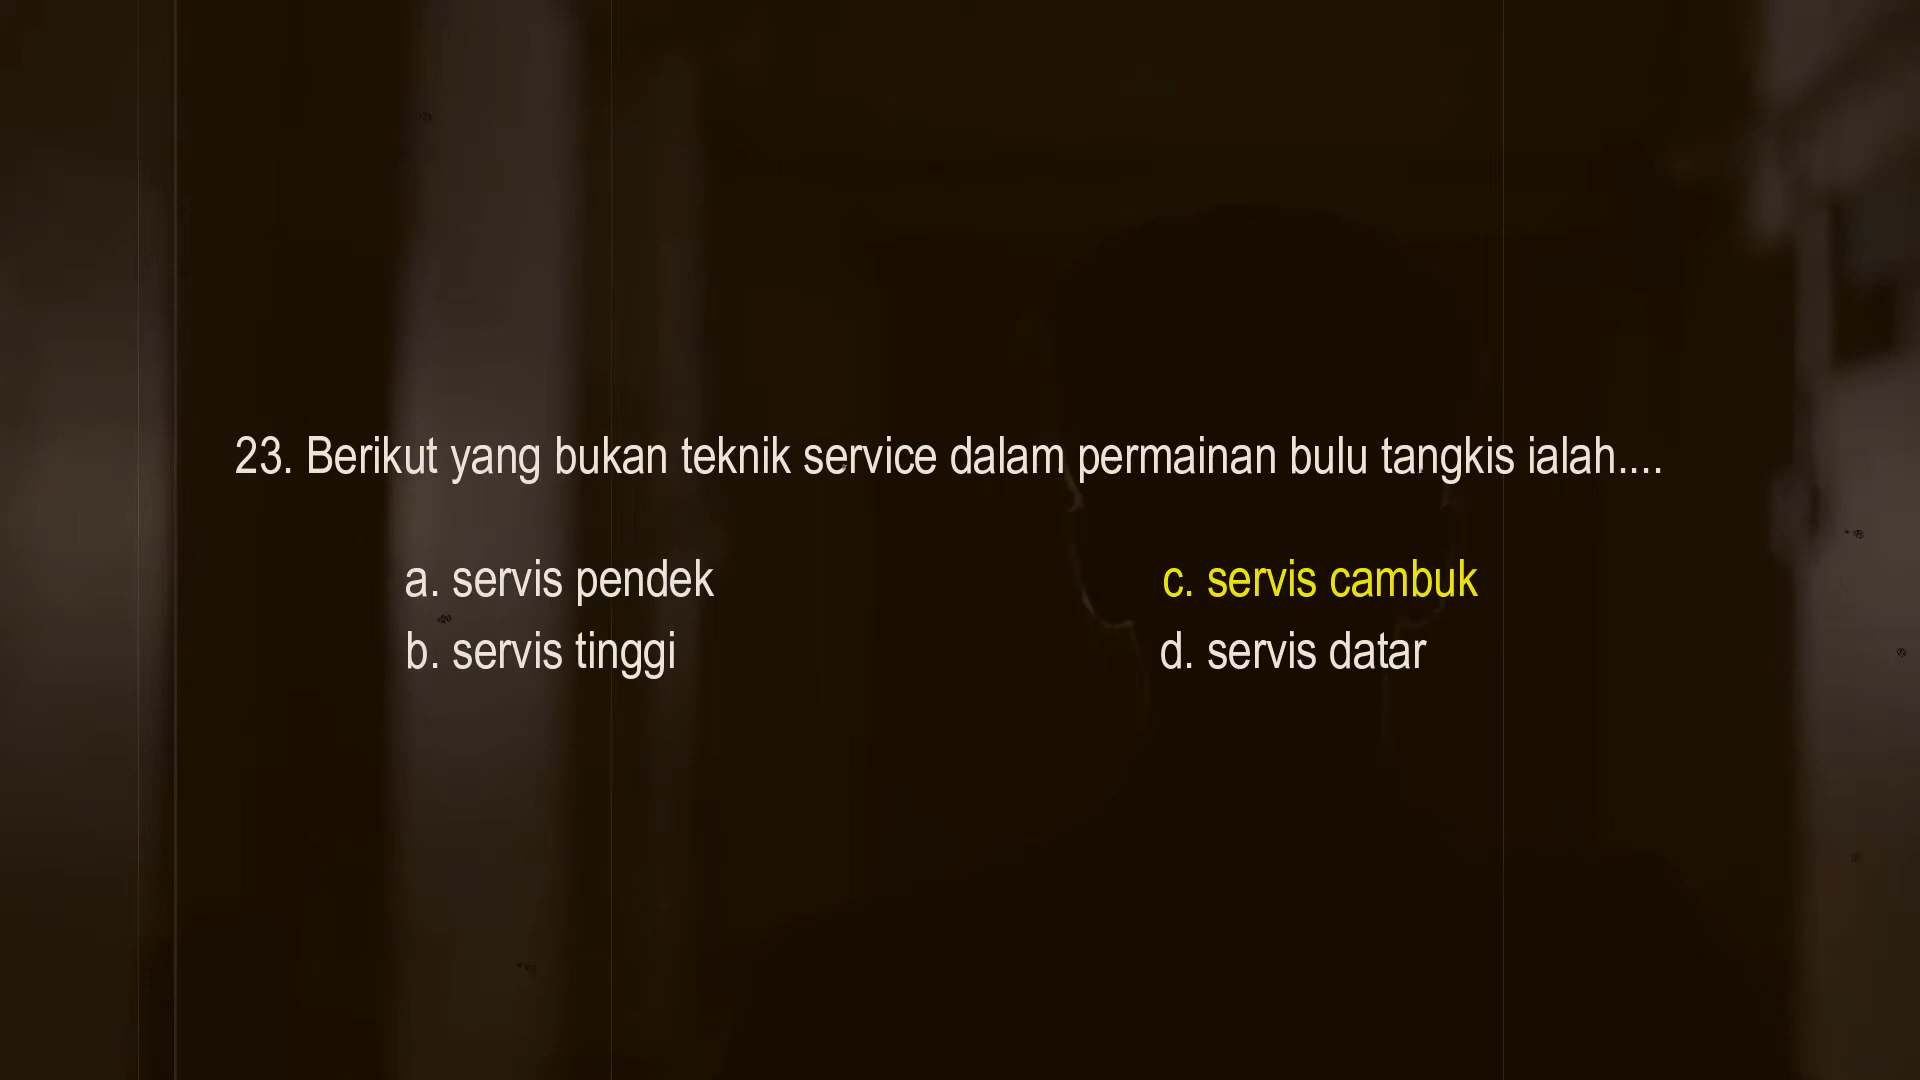 23. Berikut yang bukan teknik service dalam permainan bulu tangkis ialah....
a. servis pendek
b. servis tinggi
c. servis cambuk
d. servis datar